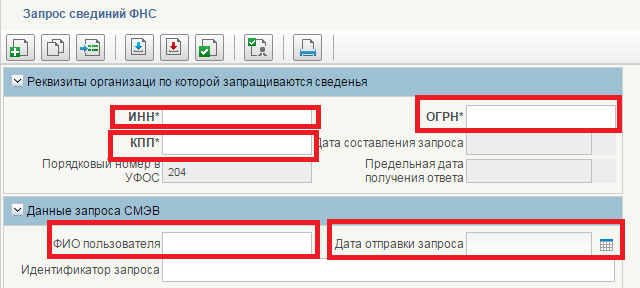 Запрос сведений ФНС
Реквизиты организаци по которой запрашиваются сведенья
ИНН*
ОГРН*
КПП*
Дата составления запроса
Порядковый номер в
УФОС
204
Предельная дата
получения ответа
Данные запроса СМЭВ
ФИО пользователя
Дата отправки запроса
Идентификатор запроса